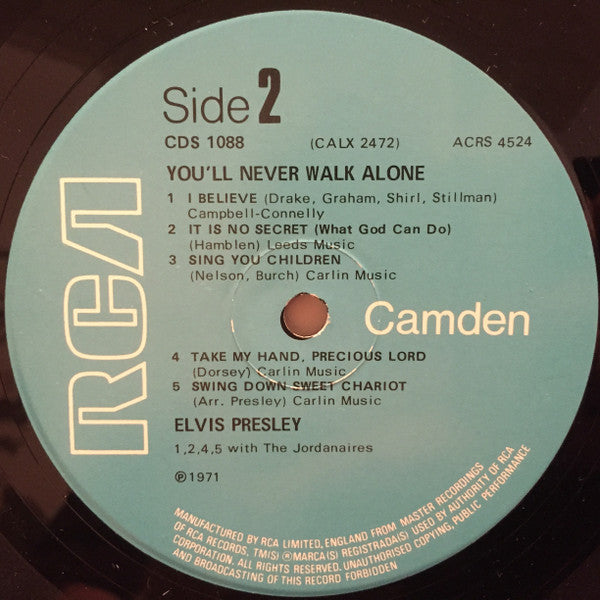 Side 2
CDS 1088 (CALX 2472) ACRS 4524
YOU'LL NEVER WALK ALONE
1 I BELIEVE (Drake, Graham, Shirl, Stillman)
Campbell-Connelly
2 IT IS NO SECRET (What God Can Do)
(Hamblen) Leeds Music
3 SING YOU CHILDREN
(Nelson, Burch) Carlin Music
RCA
Camden
4 TAKE MY HAND, PRECIOUS LORD
(Dorsey) Carlin Music
5 SWING DOWN SWEET CHARIOT
(Arr. Presley) Carlin Music
ELVIS PRESLEY
1,2,4,5 with The Jordanaires
℗1971
MANUFACTURED BY RCA LIMITED, ENGLAND FROM MASTER RECORDINGS
OF RCA RECORDS, TM(S) ® MARCA(S) REGISTRADA(S) USED BY AUTHORITY OF RCA
CORPORATION. ALL RIGHTS RESERVED. UNAUTHORISED COPYING, PUBLIC PERFORMANCE
AND BROADCASTING OF THIS RECORD FORBIDDEN